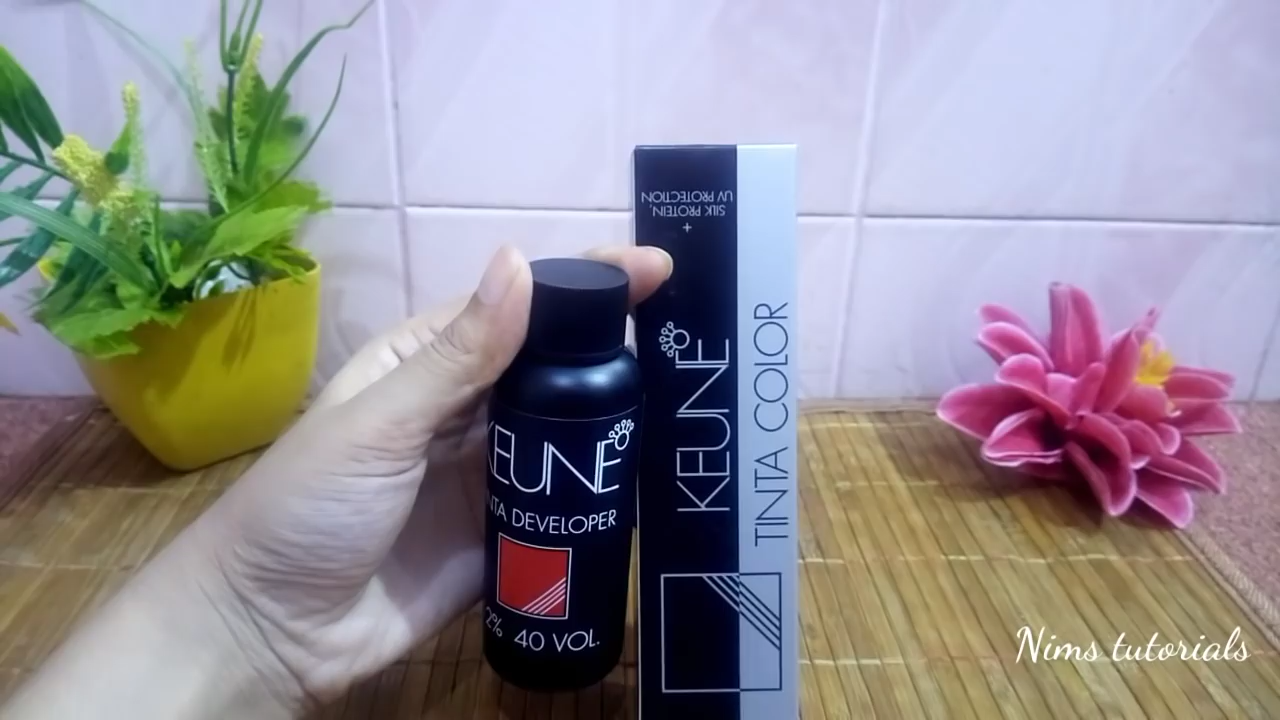 SILK PROTEIN,
UV PROTECTION
+
KEUNE
TINTA COLOR
KEUNE
NTA DEVELOPER
2% 40 VOL.
Nims tutorials